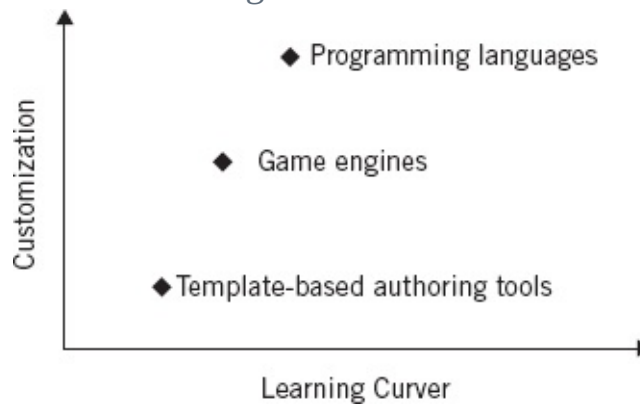 Programming languages
Game engines
Template-based authoring tools
Customization
Learning Curver